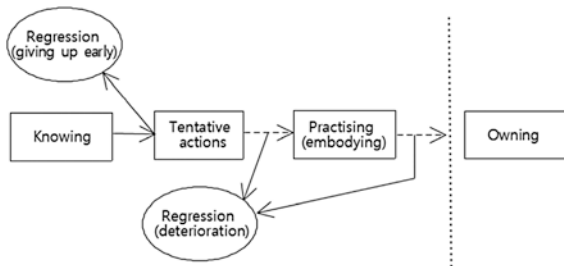 Regression
(giving up early)
Knowing
Tentative
actions
Practising
(embodying)
Owning
Regression
(deterioration)